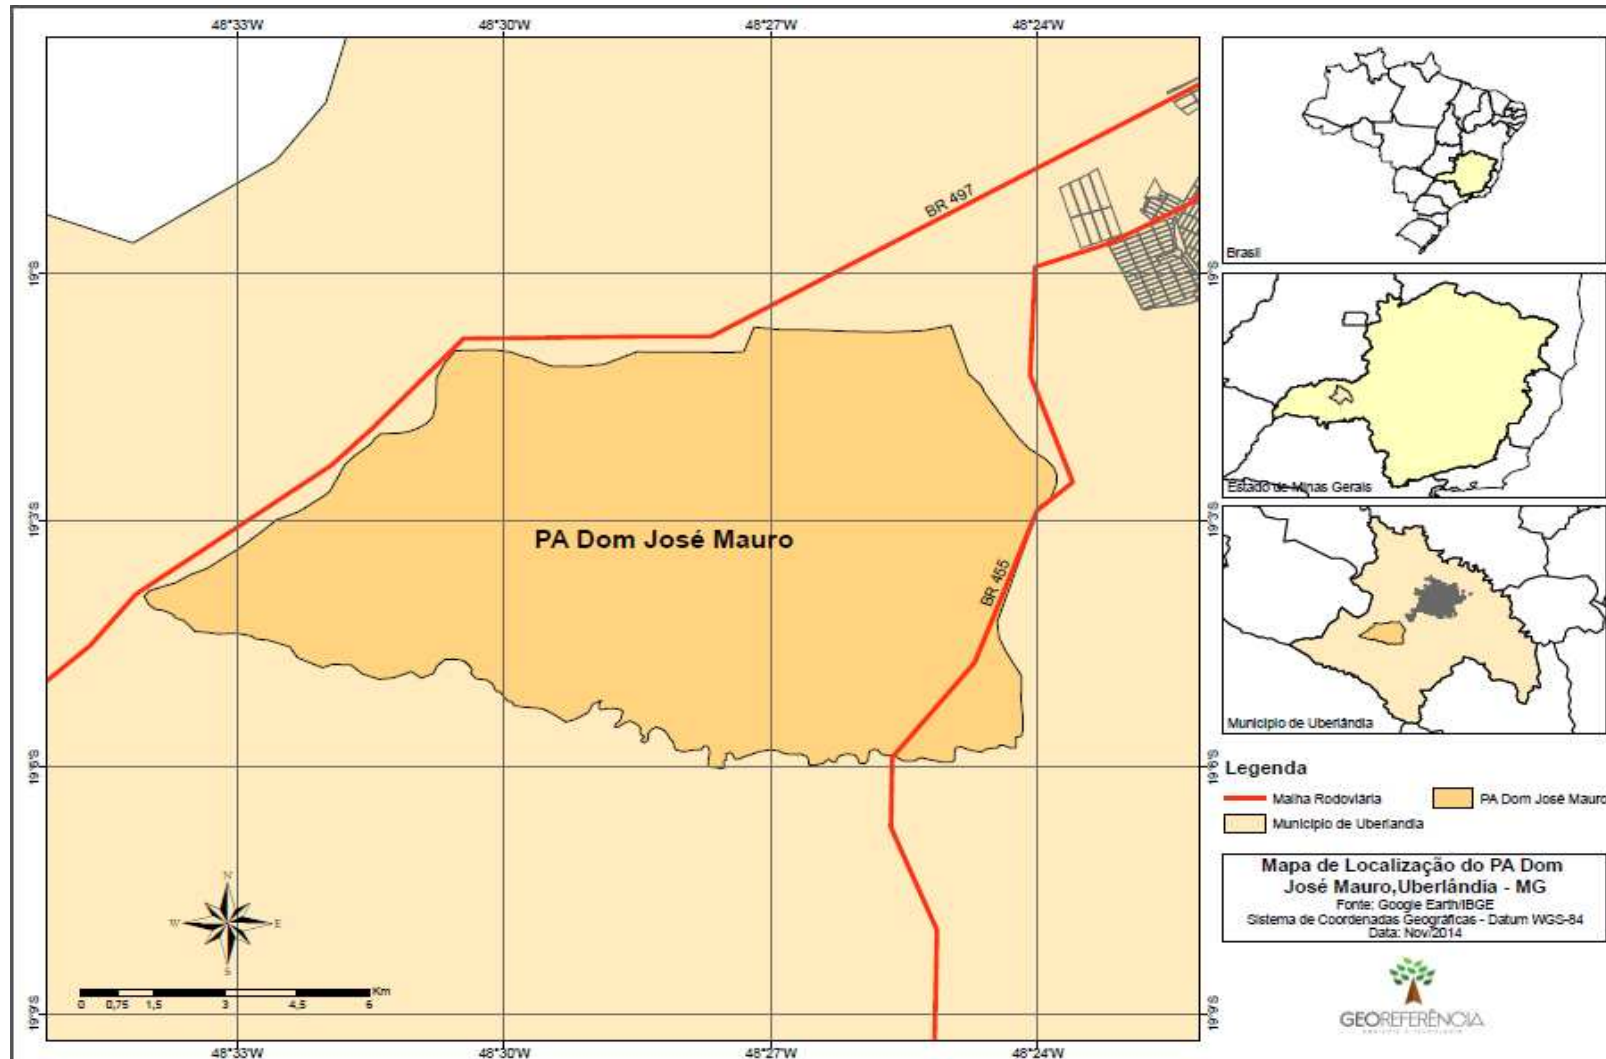 48°33'W 48°30'W 48°27'W 48°24'W
BR 497
19°S 19°S
19°3'S 19°3'S
PA Dom José Mauro
BR 455
19°6'S 19°6'S
19°9'S 19°9'S
N
W E
S
Km
0 0,75 1,5 3 4,5 6
48°33'W 48°30'W 48°27'W 48°24'W
Brasil
Estado de Minas Gerais
Município de Uberlândia
Legenda
Malha Rodoviária PA Dom José Mauro
Município de Uberlandia
Mapa de Localização do PA Dom
José Mauro,Uberlândia - MG
Fonte: Google Earth/IBGE
Sistema de Coordenadas Geográficas - Datum WGS-84
Data: Nov/2014
GEOREFERÊNCIA